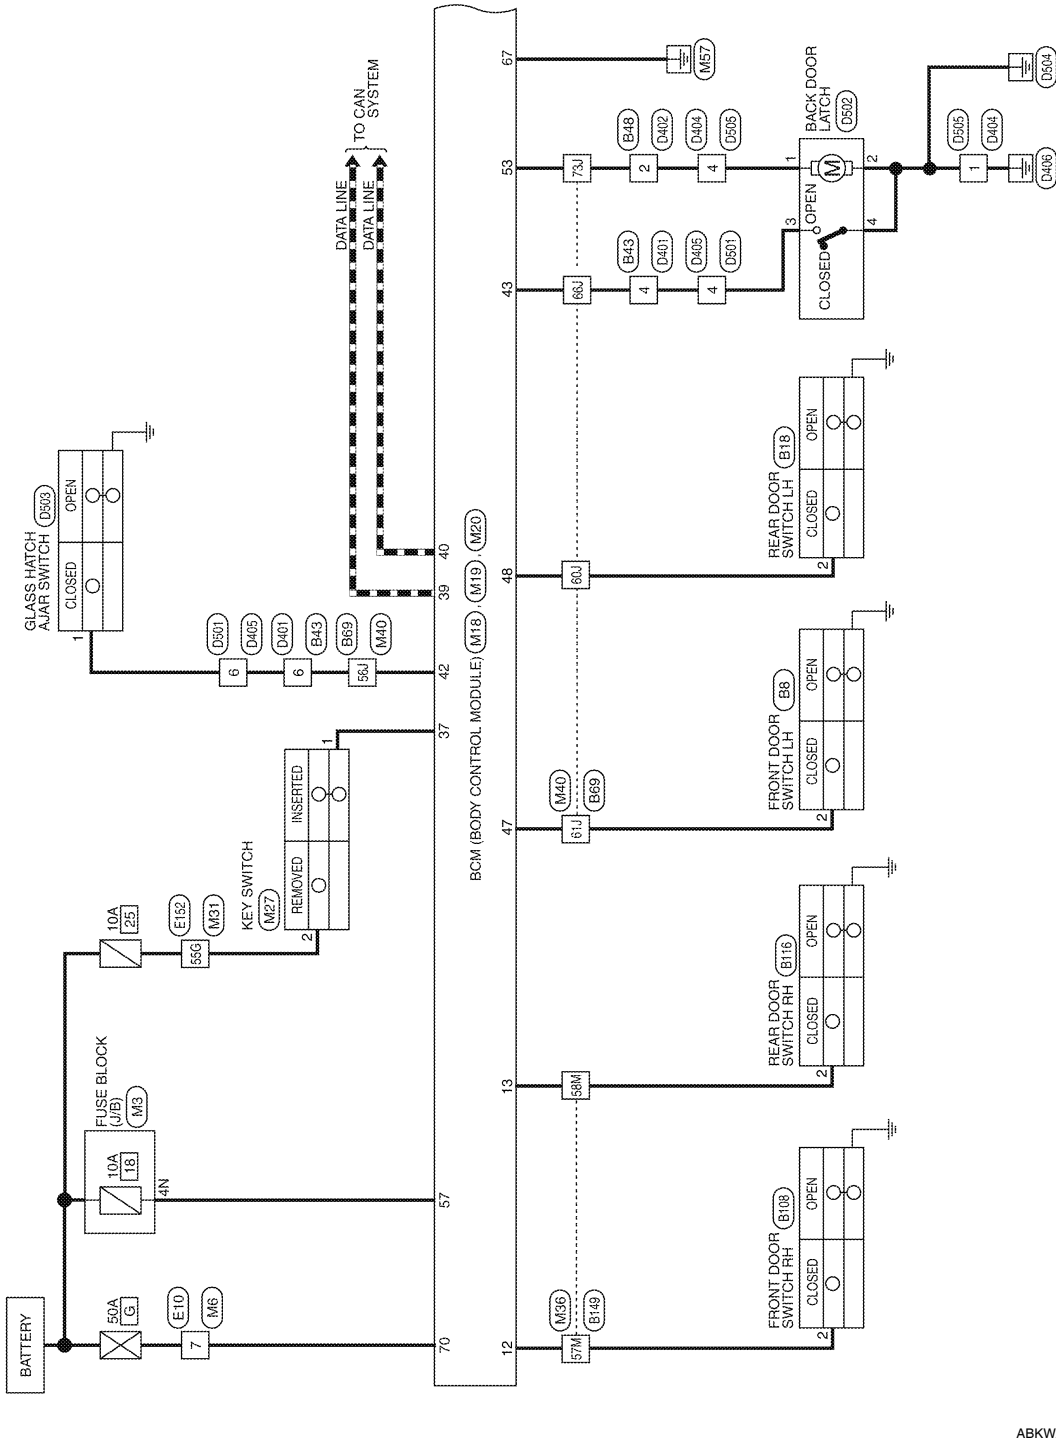 BATTERY
50A
G
E10
7
M6
70
FUSE BLOCK
(J/B)
M3
10A
18
4N
57
10A
25
E152
55G
M31
KEY SWITCH
M27
REMOVED
INSERTED
2
1
37
GLASS HATCH
AJAR SWITCH
D503
CLOSED
OPEN
1
D501
6
D405
D401
6
B43
B69
56J
M40
42
DATA LINE
DATA LINE
TO CAN
SYSTEM
39
40
BCM (BODY CONTROL MODULE) M18 , M19 , M20
12
M36
57M
B149
2
FRONT DOOR
SWITCH RH
B108
CLOSED
OPEN
13
58M
2
REAR DOOR
SWITCH RH
B116
CLOSED
OPEN
47
M40
61J
B69
2
FRONT DOOR
SWITCH LH
B8
CLOSED
OPEN
48
60J
2
REAR DOOR
SWITCH LH
B18
CLOSED
OPEN
43
66J
B43
4
D401
D405
4
D501
53
73J
B48
2
D402
D404
4
D505
67
M57
BACK DOOR
LATCH
D502
3
1
OPEN
CLOSED
M
4
2
D505
1
D404
D406
D504
ABKW